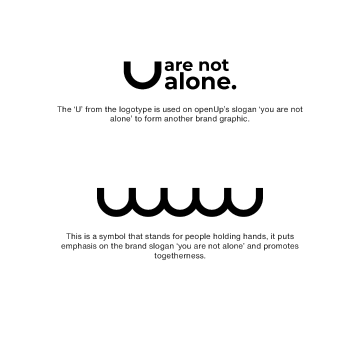 U are not
alone.
The 'U' from the logotype is used on openUp's slogan 'you are not
alone' to form another brand graphic.
This is a symbol that stands for people holding hands, it puts
emphasis on the brand slogan 'you are not alone' and promotes
togetherness.